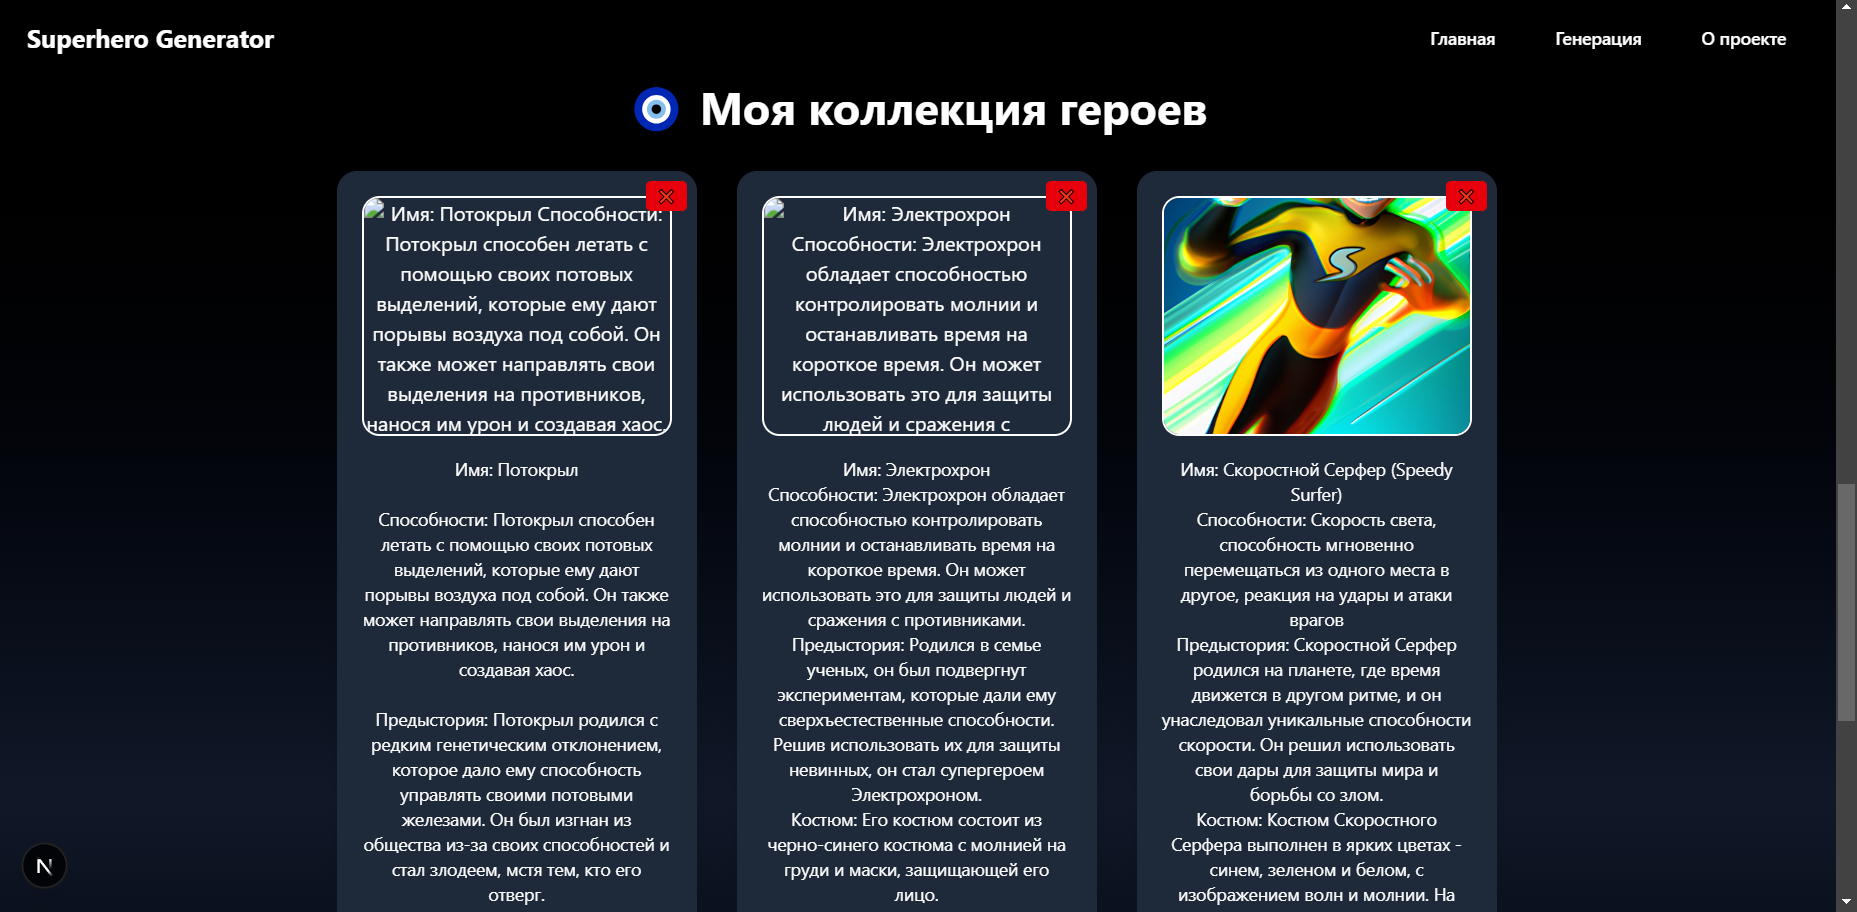 Superhero Generator
Главная
Генерация
О проекте
Моя коллекция героев
Имя: Потокрыл Способности:
Потокрыл способен летать с
помощью своих потовых
выделений, которые ему дают
порывы воздуха под собой. Он
также может направлять свои
выделения на противников,
нанося им урон и создавая хаос.
Имя: Потокрыл
Способности: Потокрыл способен
летать с помощью своих потовых
выделений, которые ему дают
порывы воздуха под собой. Он также
может направлять свои выделения на
противников, нанося им урон и
создавая хаос.
Предыстория: Потокрыл родился с
редким генетическим отклонением,
которое дало ему способность
управлять своими потовыми
железами. Он был изгнан из
общества из-за своих способностей и
стал злодеем, мстя тем, кто его
отверг.
Имя: Электрохрон
Способности: Электрохрон
обладает способностью
контролировать молнии и
останавливать время на
короткое время. Он может
использовать это для защиты
людей и сражения с
Имя: Электрохрон
Способности: Электрохрон обладает
способностью контролировать
молнии и останавливать время на
короткое время. Он может
использовать это для защиты людей и
сражения с противниками.
Предыстория: Родился в семье
ученых, он был подвергнут
экспериментам, которые дали ему
сверхъестественные способности.
Решив использовать их для защиты
невинных, он стал супергероем
Электрохроном.
Костюм: Его костюм состоит из
черно-синего костюма с молнией на
груди и маски, защищающей его
лицо.
S
Имя: Скоростной Серфер (Speedy
Surfer)
Способности: Скорость света,
способность мгновенно
перемещаться из одного места в
другое, реакция на удары и атаки
врагов
Предыстория: Скоростной Серфер
родился на планете, где время
движется в другом ритме, и он
унаследовал уникальные способности
скорости. Он решил использовать
свои дары для защиты мира и
борьбы со злом.
Костюм: Костюм Скоростного
Серфера выполнен в ярких цветах -
синем, зеленом и белом, с
изображением волн и молнии. На
N